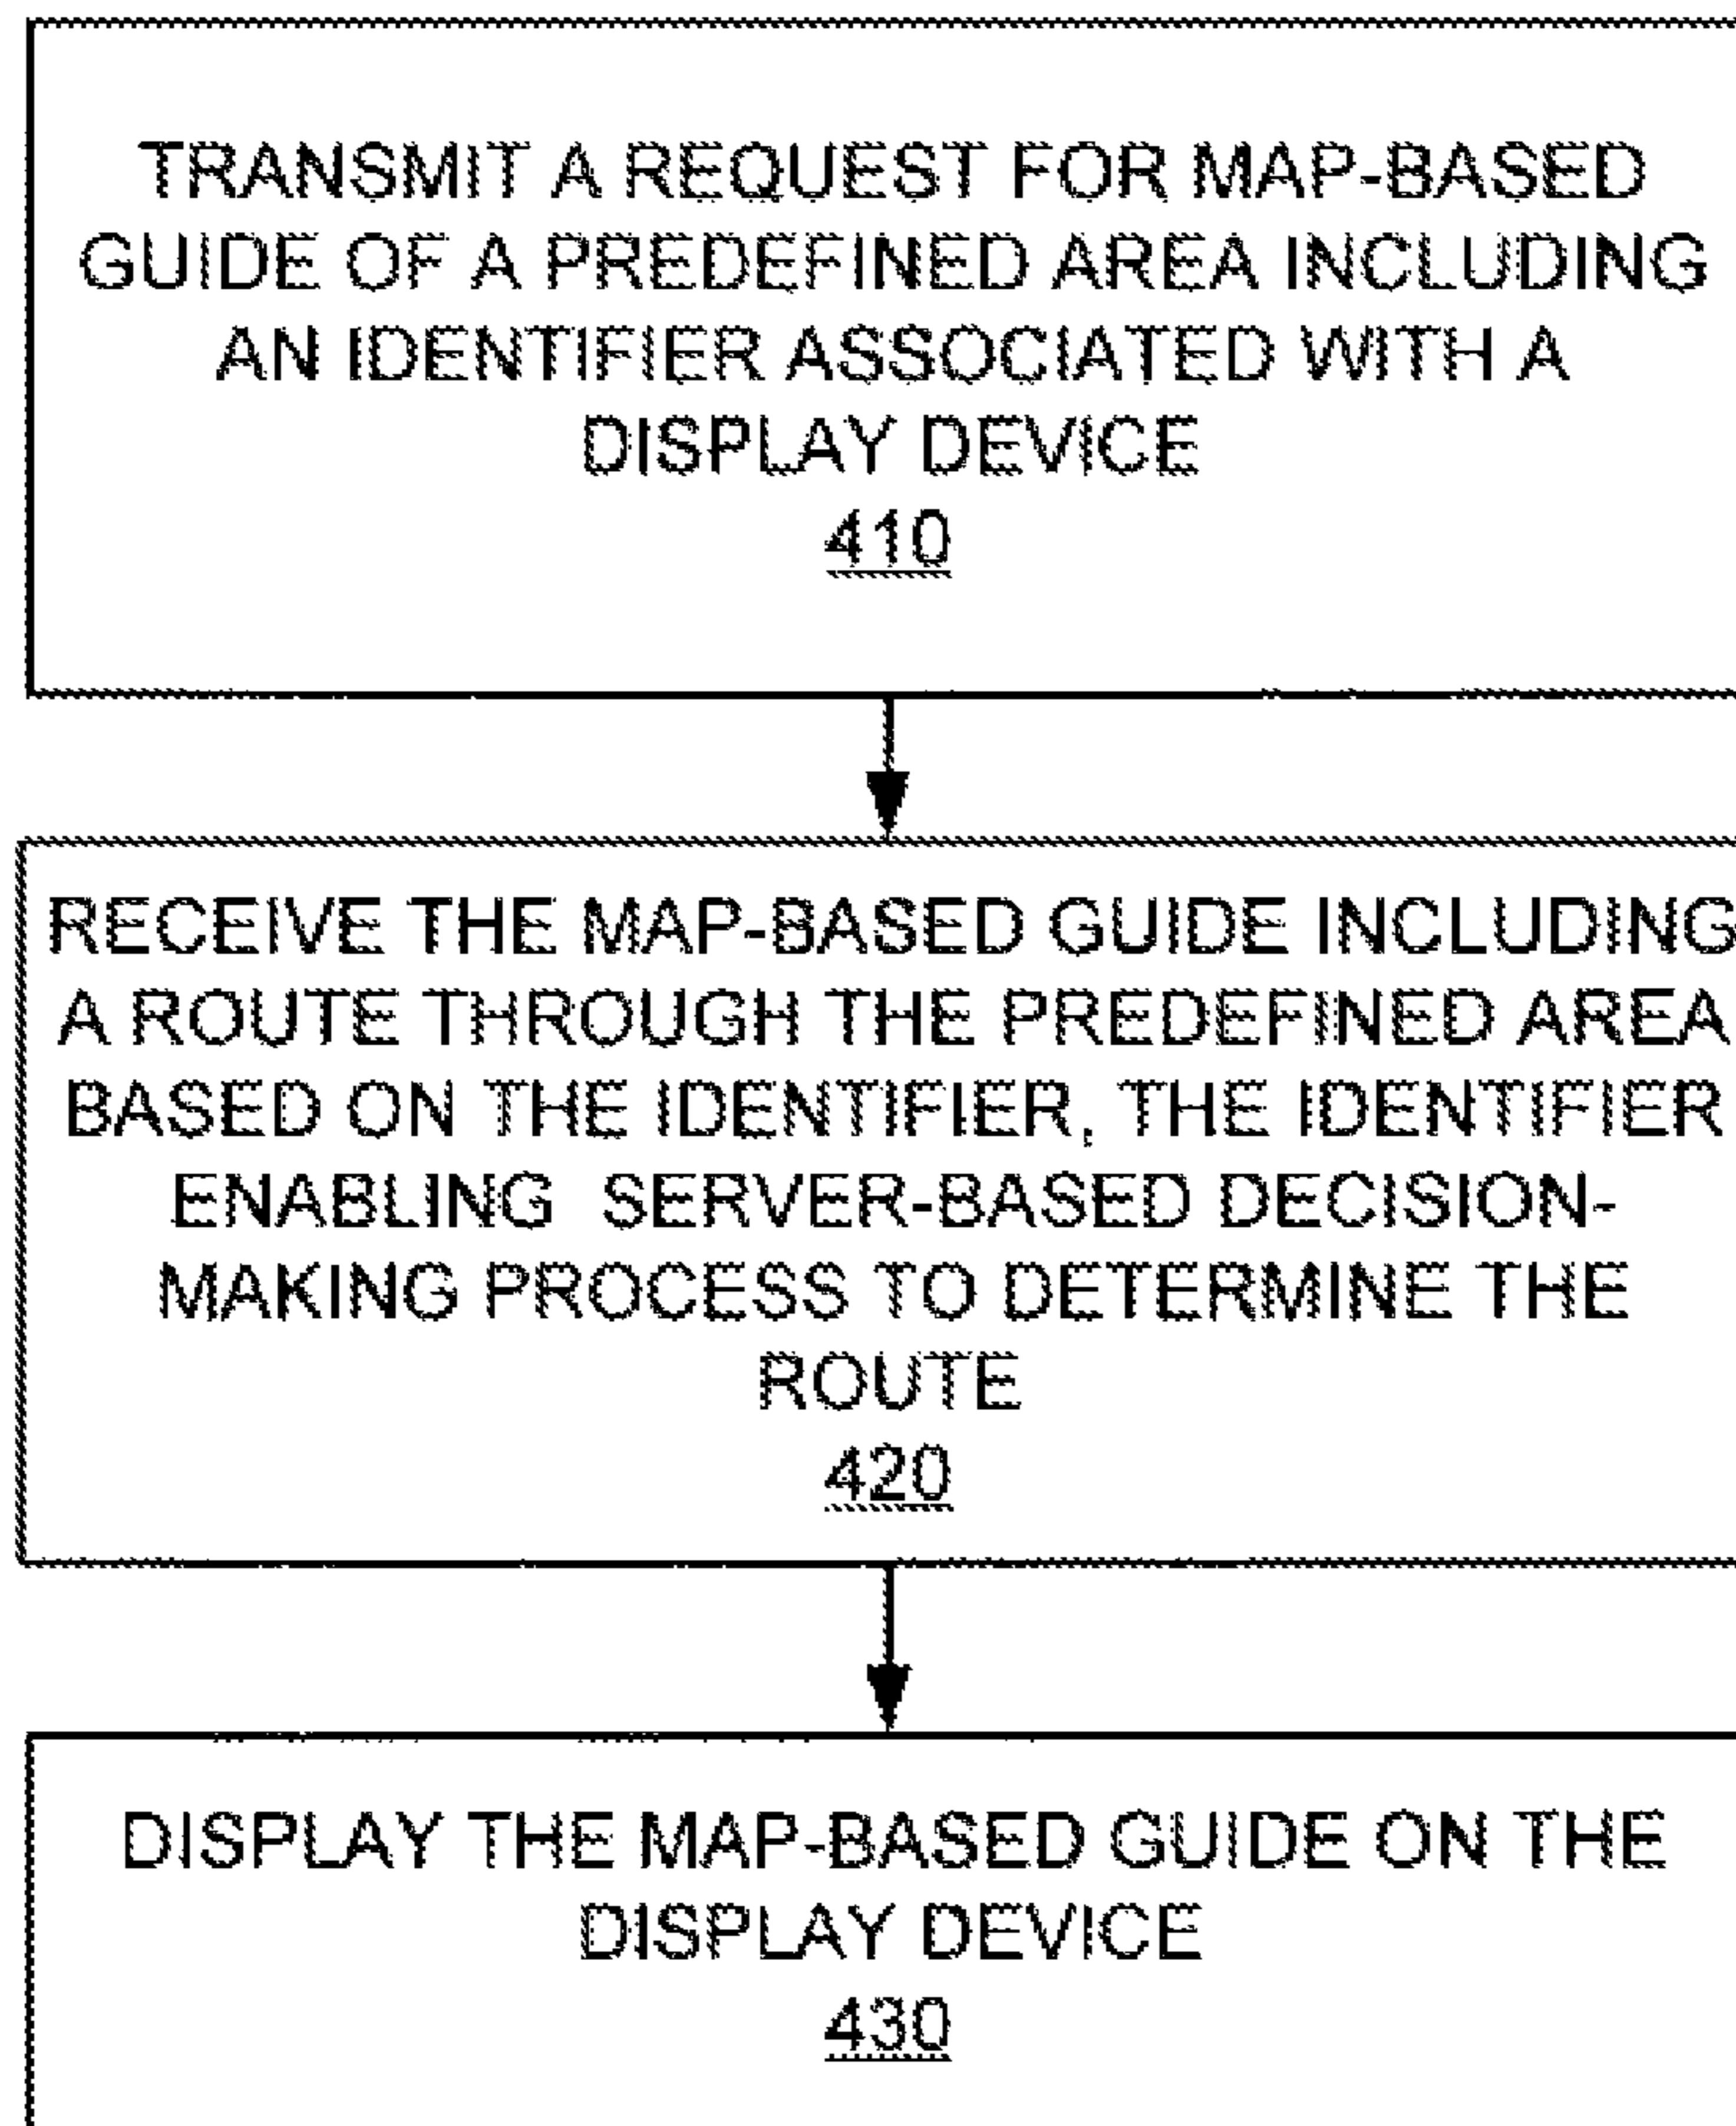 TRANSMIT A REQUEST FOR MAP-BASED
GUIDE OF A PREDEFINED AREA INCLUDING
AN IDENTIFIER ASSOCIATED WITH A
DISPLAY DEVICE
410
RECEIVE THE MAP-BASED GUIDE INCLUDING
A ROUTE THROUGH THE PREDEFINED AREA
BASED ON THE IDENTIFIER, THE IDENTIFIER
ENABLING SERVER-BASED DECISION-
MAKING PROCESS TO DETERMINE THE
ROUTE
420
DISPLAY THE MAP-BASED GUIDE ON THE
DISPLAY DEVICE
430